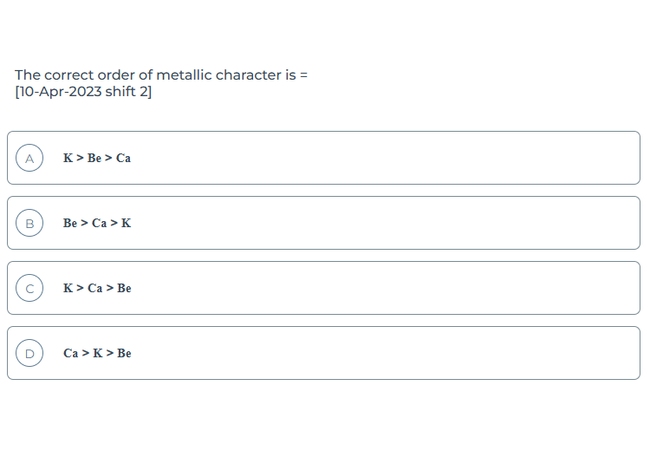 The correct order of metallic character is =
[10-Apr-2023 shift 2]
A K > Be > Ca
B Be > Ca > K
C K > Ca > Be
D Ca > K > Be